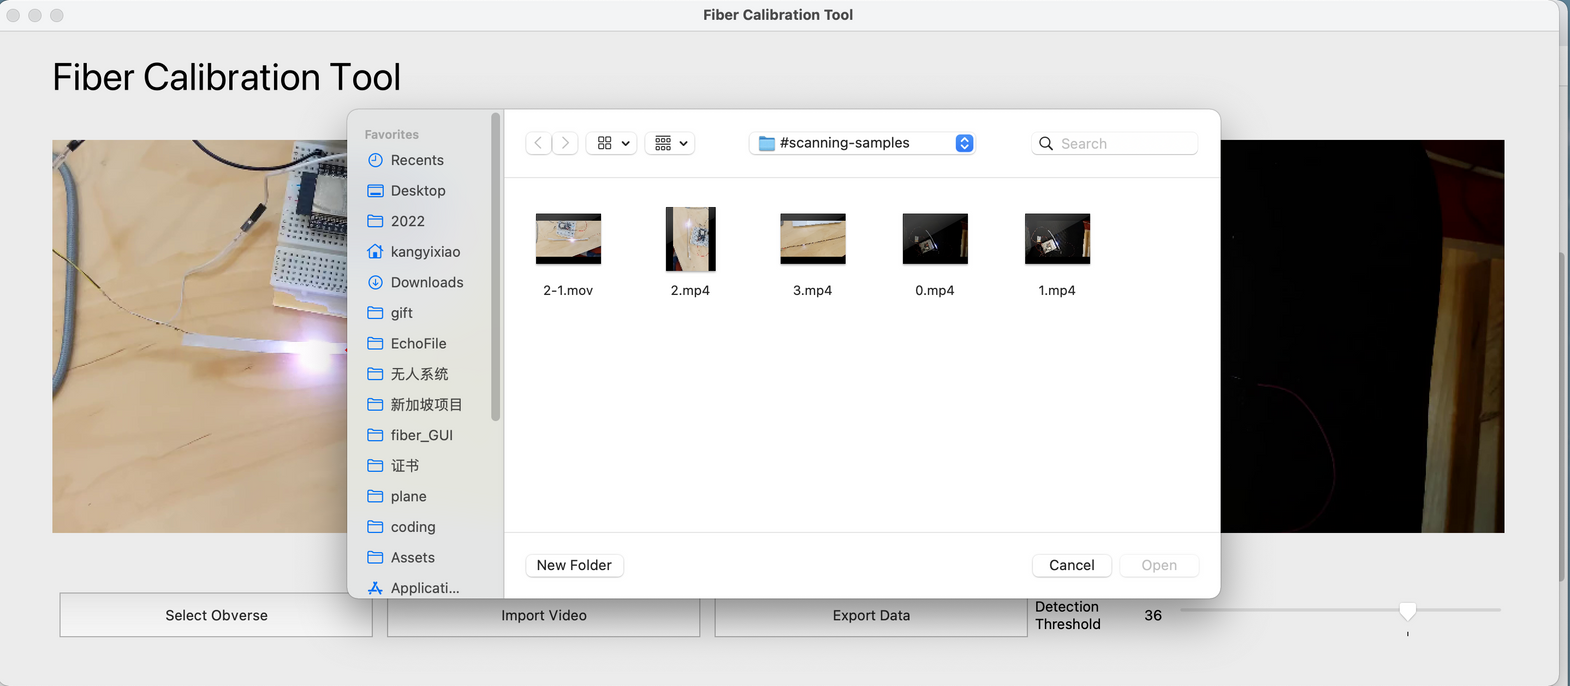 Fiber Calibration Tool
Fiber Calibration Tool
Favorites
Recents
Desktop
2022
kangyixiao
Downloads
gift
EchoFile
无人系统
新加坡项目
fiber_GUI
证书
plane
coding
Assets
Applicati...
#scanning-samples
Search
2-1.mov
2.mp4
3.mp4
0.mp4
1.mp4
New Folder
Cancel
Open
Select Obverse
Import Video
Export Data
Detection
Threshold
36